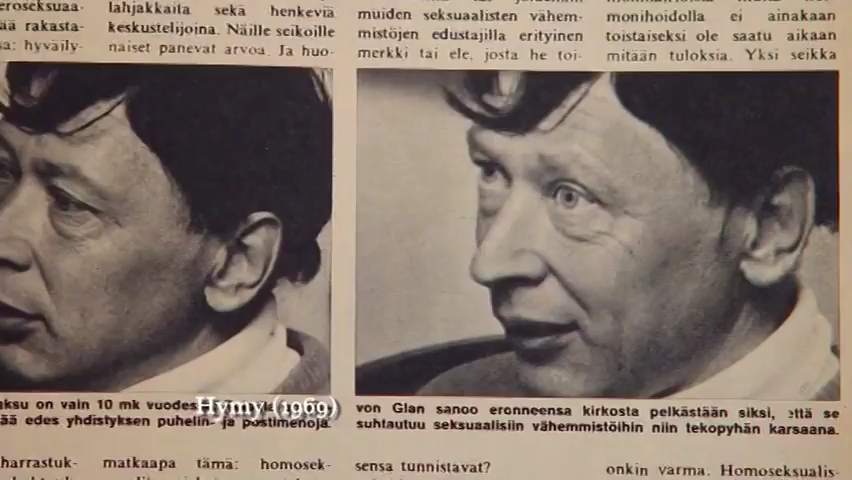 eroseksuaa-
ää rakasta-
sa: hyväily-
lahjakkaita sekä henkeviä
keskustelijoina. Näille seikoille
naiset panevat arvoa. Ja huo-
muiden seksuaalisten vähem-
mistöjen edustajilla erityinen
merkki tai ele, josta he toi-
monihoidolla ei ainakaan
toistaiseksi ole saatu aikaan
mitään tuloksia. Yksi seikka
aksu on vain 10 mk vuodes
ää edes yhdistyksen puhelin- ja postimenoja.
Hymy (1969)
von Glan sanoo eronneensa kirkosta pelkästään siksi, että se
suhtautuu seksuaalisiin vähemmistöihin niin tekopyhän karsaana.
harrastuk-
matkaapa tämä: homosek-
sensa tunnistavat?
onkin varma. Homoseksualis-